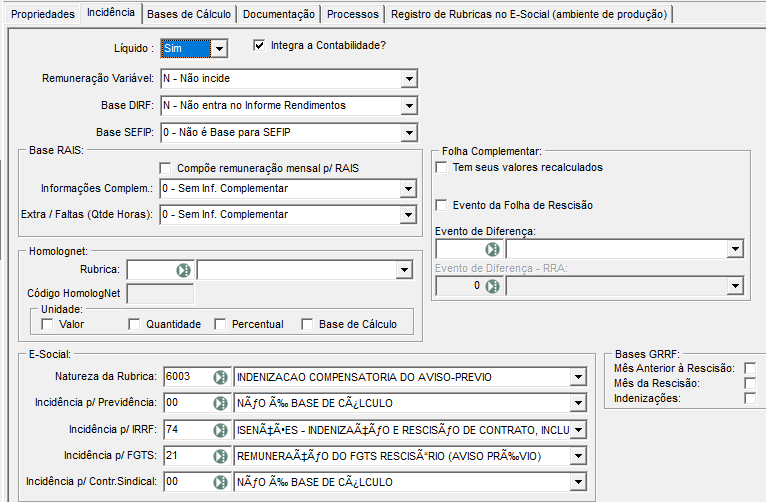 Propriedades Incidência Bases de Cálculo Documentação Processos Registro de Rubricas no E-Social (ambiente de produção)
Líquido : Sim Integra a Contabilidade?
Remuneração Variável: N - Não incide
Base DIRF: N - Não entra no Informe Rendimentos
Base SEFIP: 0 - Não é Base para SEFIP
Base RAIS:
Compõe remuneração mensal p/ RAIS
Informações Complem.: 0 - Sem Inf. Complementar
Extra / Faltas (Qtde Horas): 0 - Sem Inf. Complementar
Folha Complementar:
Tem seus valores recalculados
Evento da Folha de Rescisão
Evento de Diferença:
Evento de Diferença - RRA:
0
Homolognet:
Rubrica:
Código HomologNet
Unidade:
Valor Quantidade Percentual Base de Cálculo
E-Social:
Natureza da Rubrica: 6003 INDENIZACAO COMPENSATORIA DO AVISO-PREVIO
Incidência p/ Previdência: 00 NÃƒO Ã‰ BASE DE CÃ¿LCULO
Incidência p/ IRRF: 74 ISENÃ‡Ã•ES - INDENIZAÃ‡ÃƒO E RESCISÃƒO DE CONTRATO, INCLU
Incidência p/ FGTS: 21 REMUNERAÃ‡ÃƒO DO FGTS RESCISÃ“RIO (AVISO PRÃ‰VIO)
Incidência p/ Contr.Sindical: 00 NÃƒO Ã‰ BASE DE CÃ¿LCULO
Bases GRRF:
Mês Anterior à Rescisão:
Mês da Rescisão:
Indenizações: